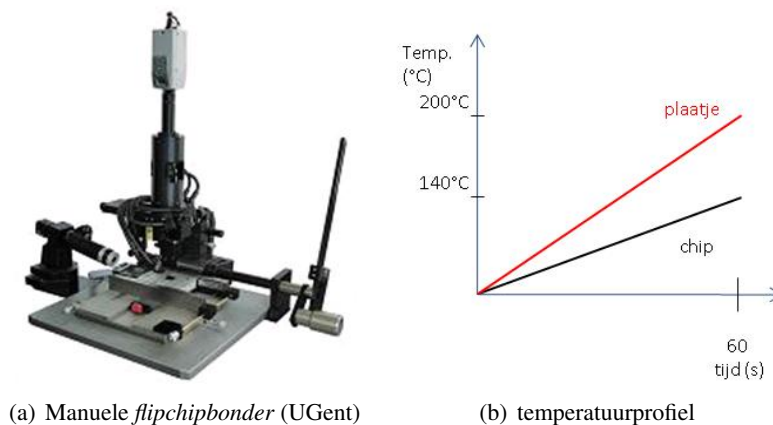 Temp.
(°C)
200°C
plaatje
140°C
chip
60
tijd (s)
(a) Manuele flipchipbonder (UGent)
(b) temperatuurprofiel